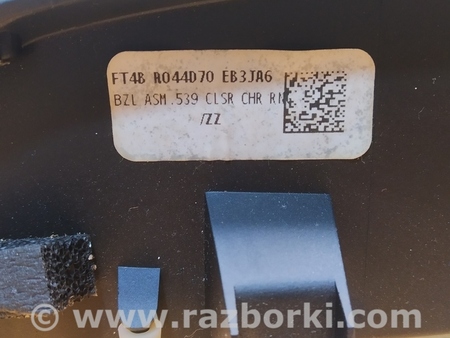 FT4B R044D70 EB3JA6
BZL ASM.539 CLSR CHR RN
/ZZ
www.razborki.com